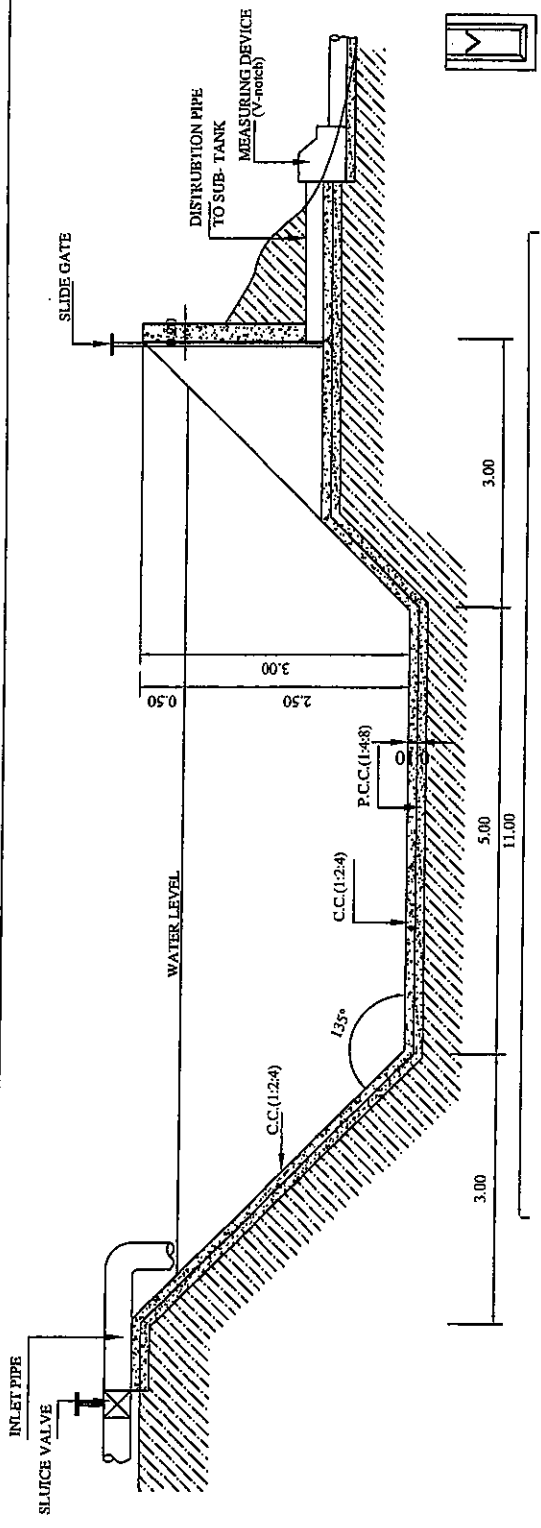 INLET PIPE
SLUICE VALVE
WATER LEVEL
SLIDE GATE
DISTRUBTION PIPE
TO SUB- TANK
MEASURING DEVICE
(V-notch)
C.C.(1:2:4)
135°
C.C.(1:2:4)
P.C.C.(1:4:8)
0.50
2.50
3.00
3.00
5.00
3.00
11.00